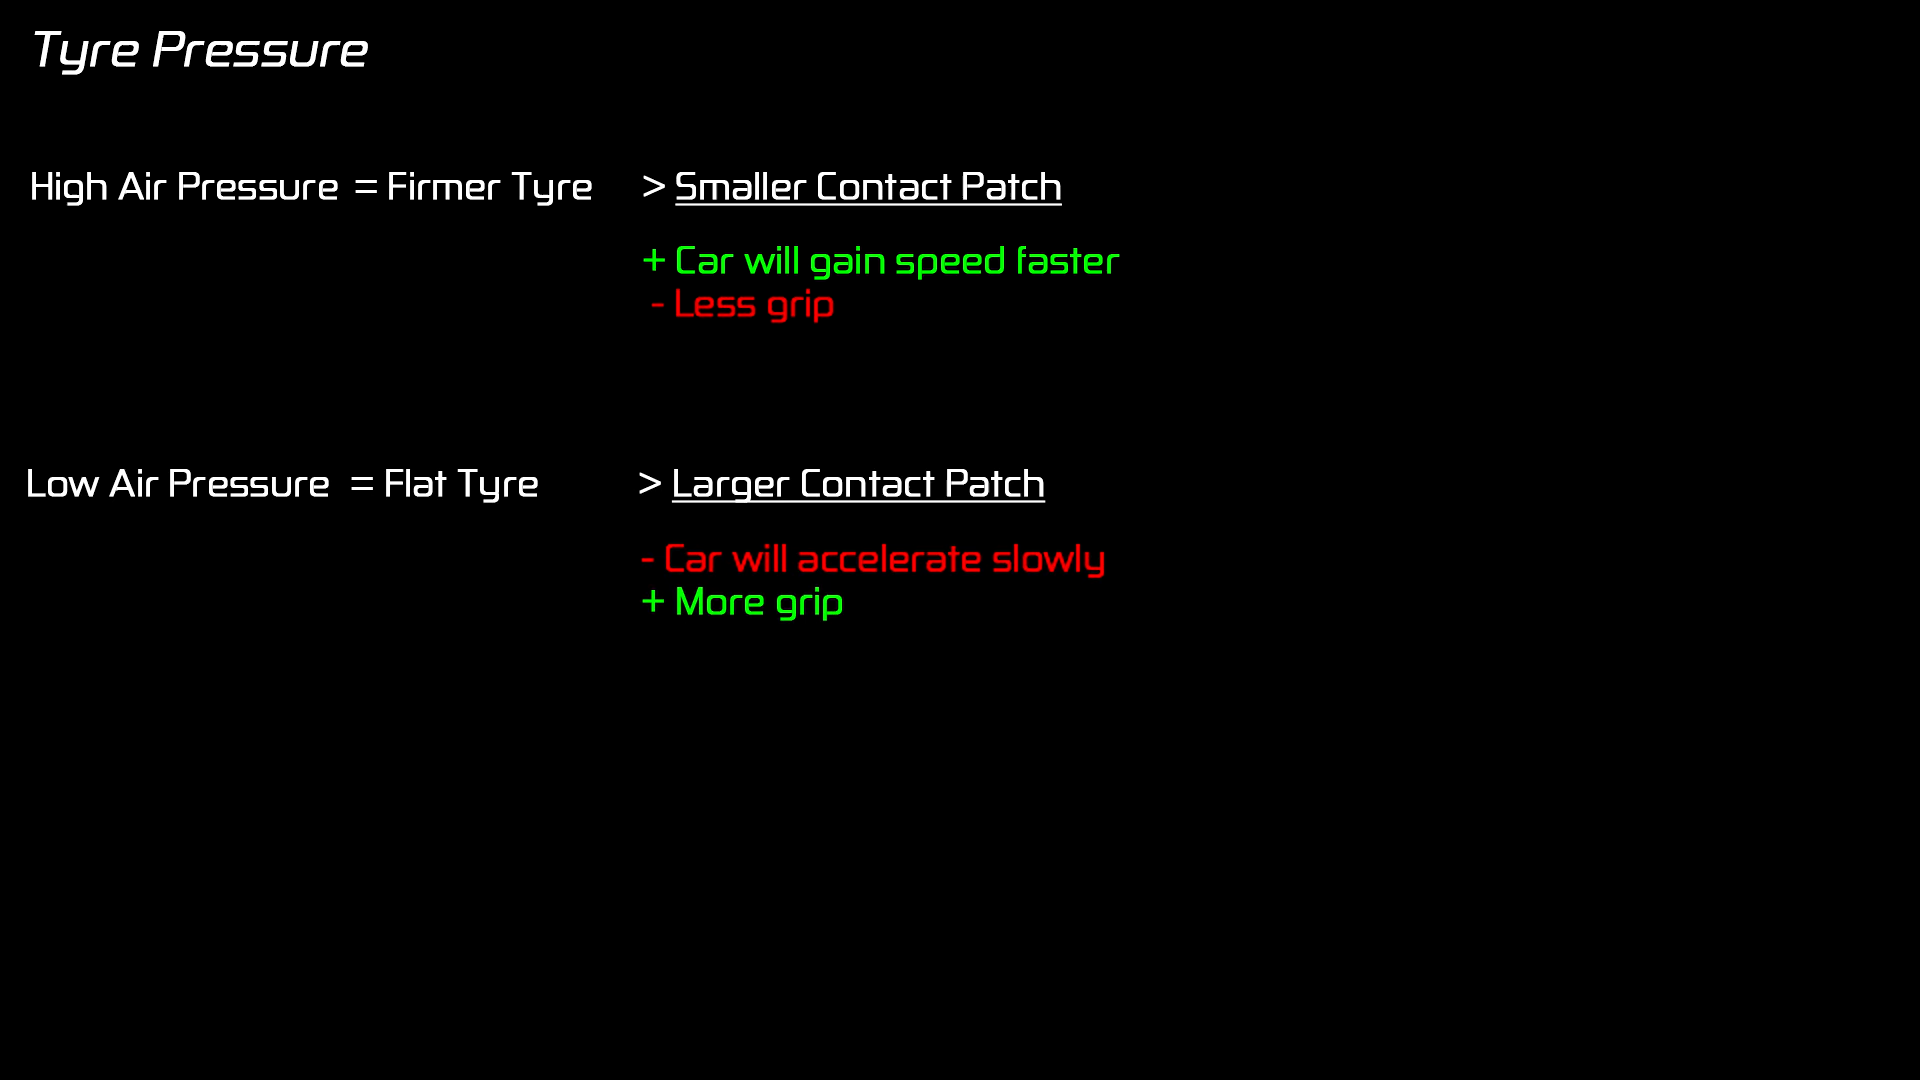 Tyre Pressure
High Air Pressure = Firmer Tyre > Smaller Contact Patch
+ Car will gain speed faster
- Less grip
Low Air Pressure = Flat Tyre > Larger Contact Patch
- Car will accelerate slowly
+ More grip